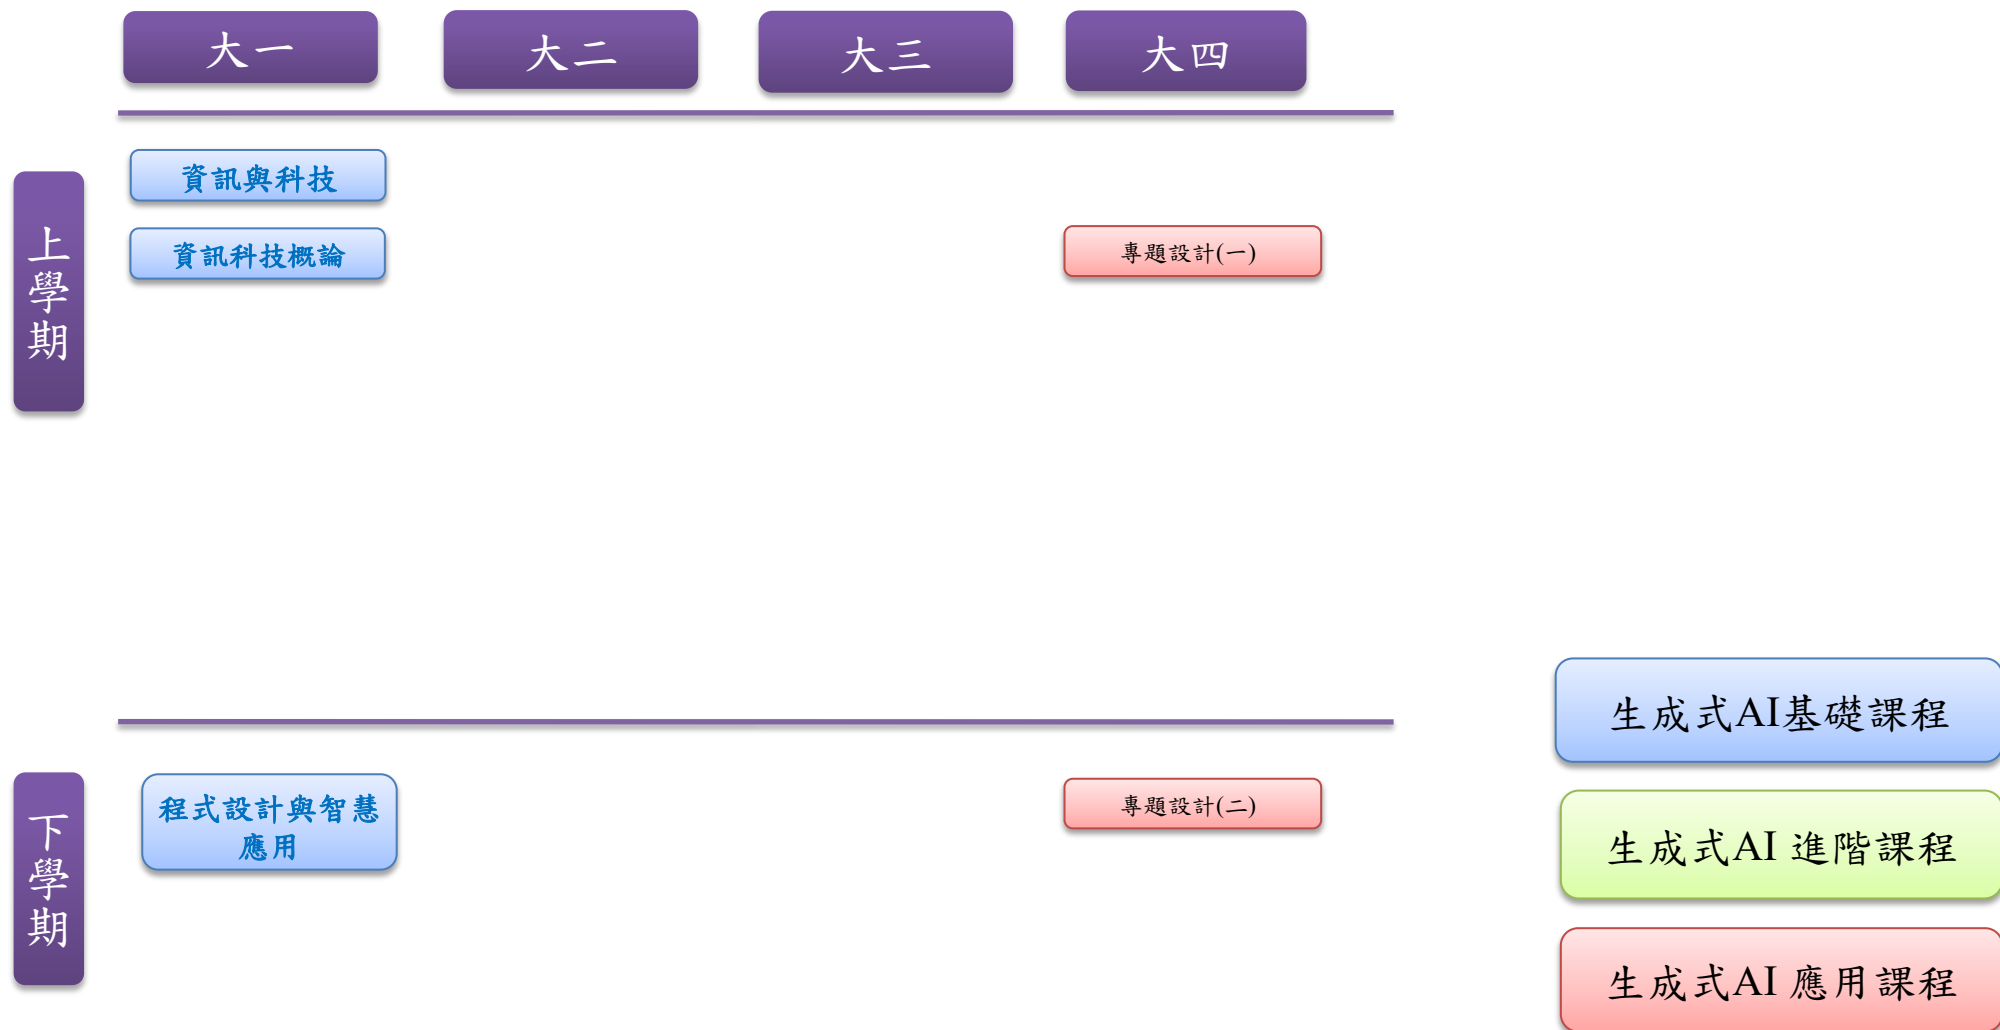 大一
大二
大三
大四
上學期
資訊與科技
資訊科技概論
專題設計(一)
下學期
程式設計與智慧
應用
專題設計(二)
生成式AI基礎課程
生成式AI 進階課程
生成式AI 應用課程